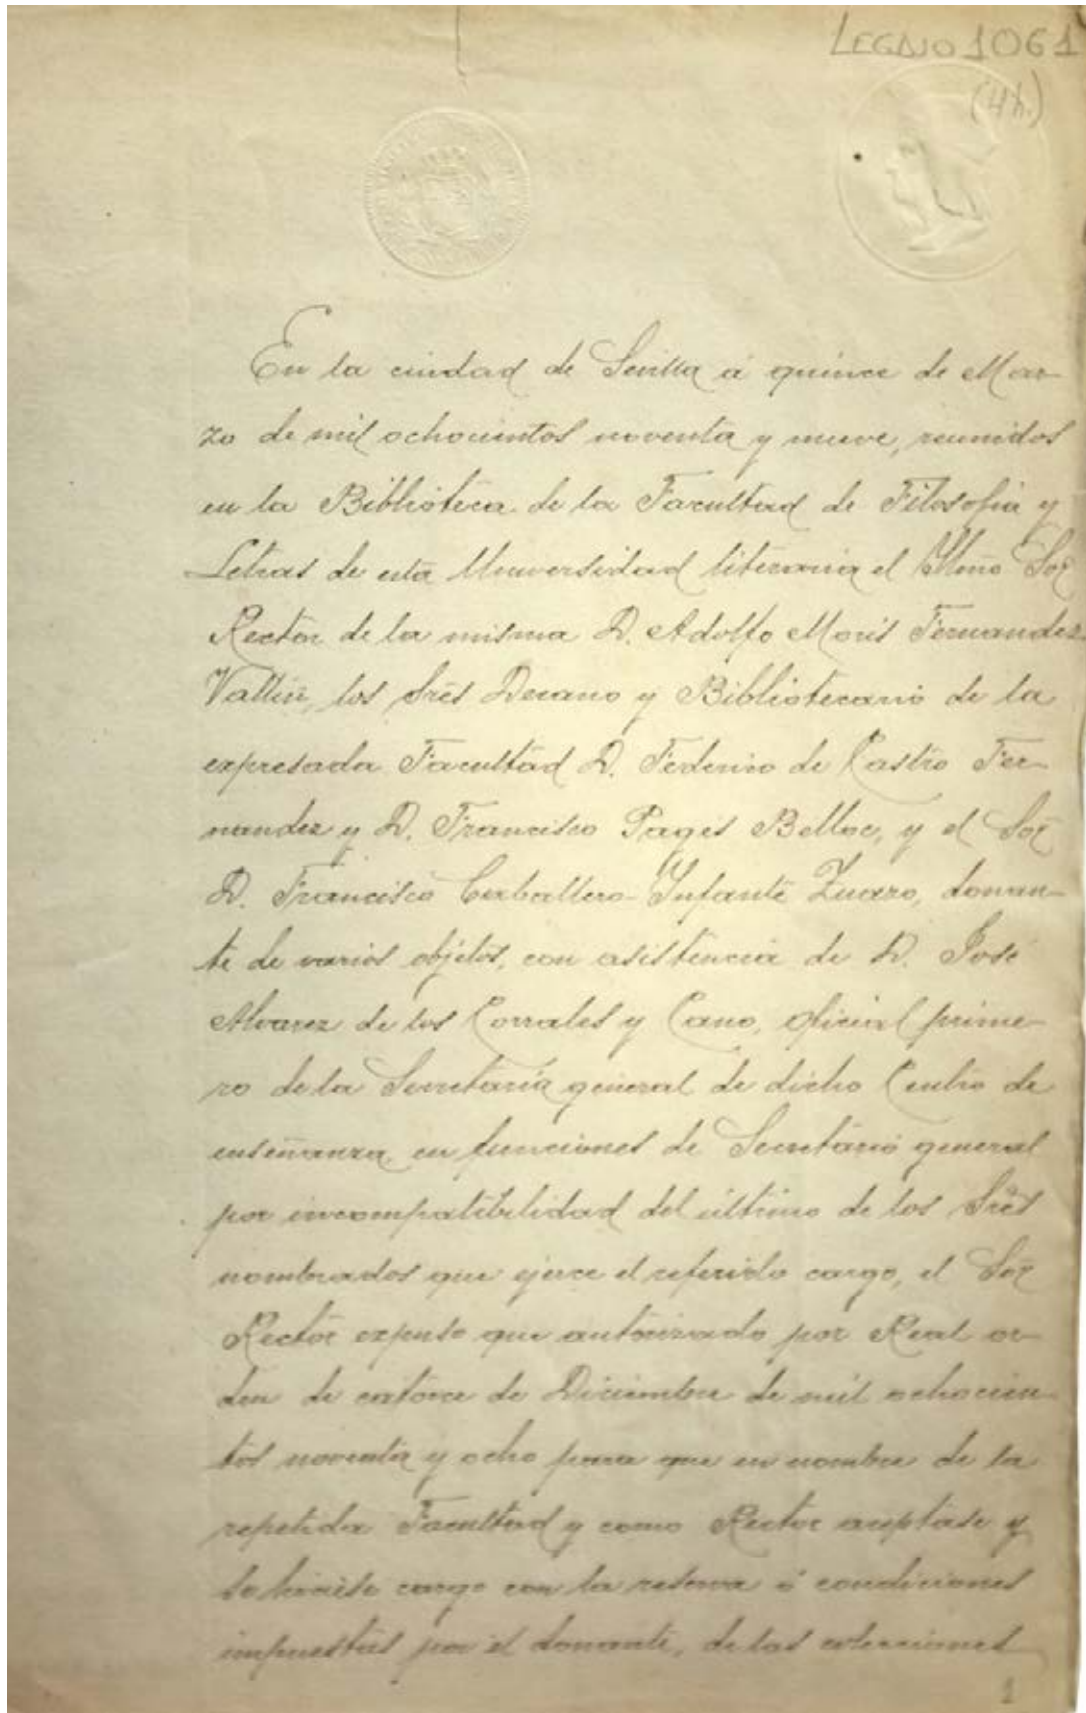 LEGAJO 1061
(4 h.)
En la ciudad de Sevilla á quince de Mar-
zo de mil ochocientos noventa y nueve, reunidos
en la Biblioteca de la Facultad de Filosofia y
Letras de esta Universidad literaria el Ilmo Sor
Rector de la misma D. Adolfo Moris Fernandez
Vallin, los Sres Decano y Bibliotecario de la
expresada Facultad D. Federico de Castro Fer-
nandez y D. Francisco Pagés Belloc, y el Sor
D. Francisco Caballero-Infante Zuazo, donan-
te de varios objetos, con asistencia de D. José
Alvarez de los Corrales y Cano, oficial prime-
ro de la Secretaría general de dicho Centro de
enseñanza, en funciones de Secretario general
por incompatibilidad del último de los Sres
nombrados que ejerce el referido cargo, el Sor
Rector expuso que autorizado por Real or-
den de catorce de Diciembre de mil ochocien-
tos noventa y ocho para que en nombre de la
repetida Facultad y como Rector aceptase y
se hiciese cargo con la reserva ó condiciones
impuestas por el donante, de las colecciones
1